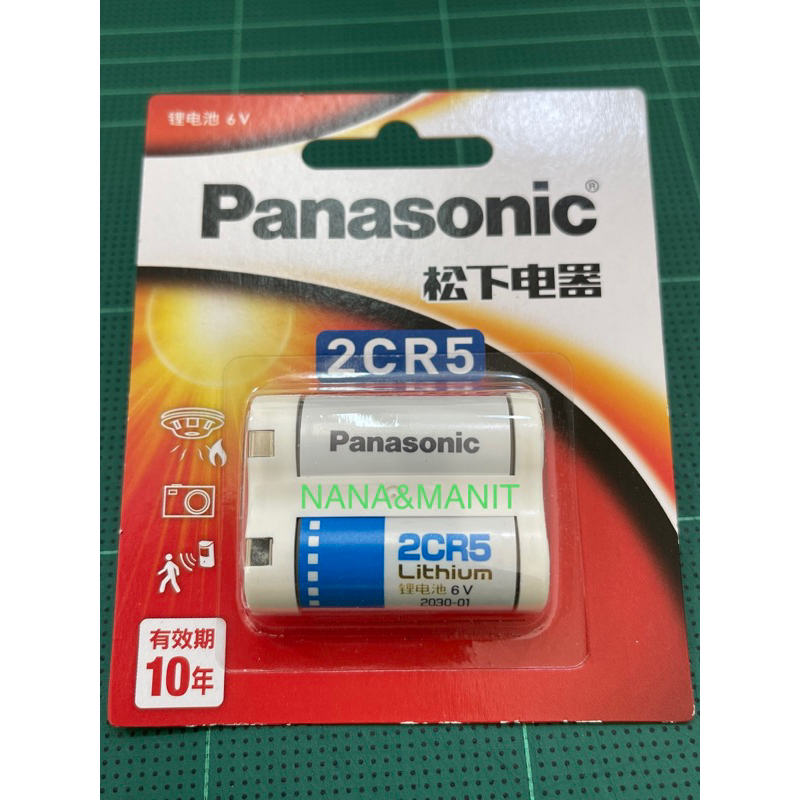 锂电池 6V
Panasonic®
松下电器
2CR5
Panasonic
NANA&MANIT
2CR5
Lithium
锂电池 6V
2030-01
有效期
10年